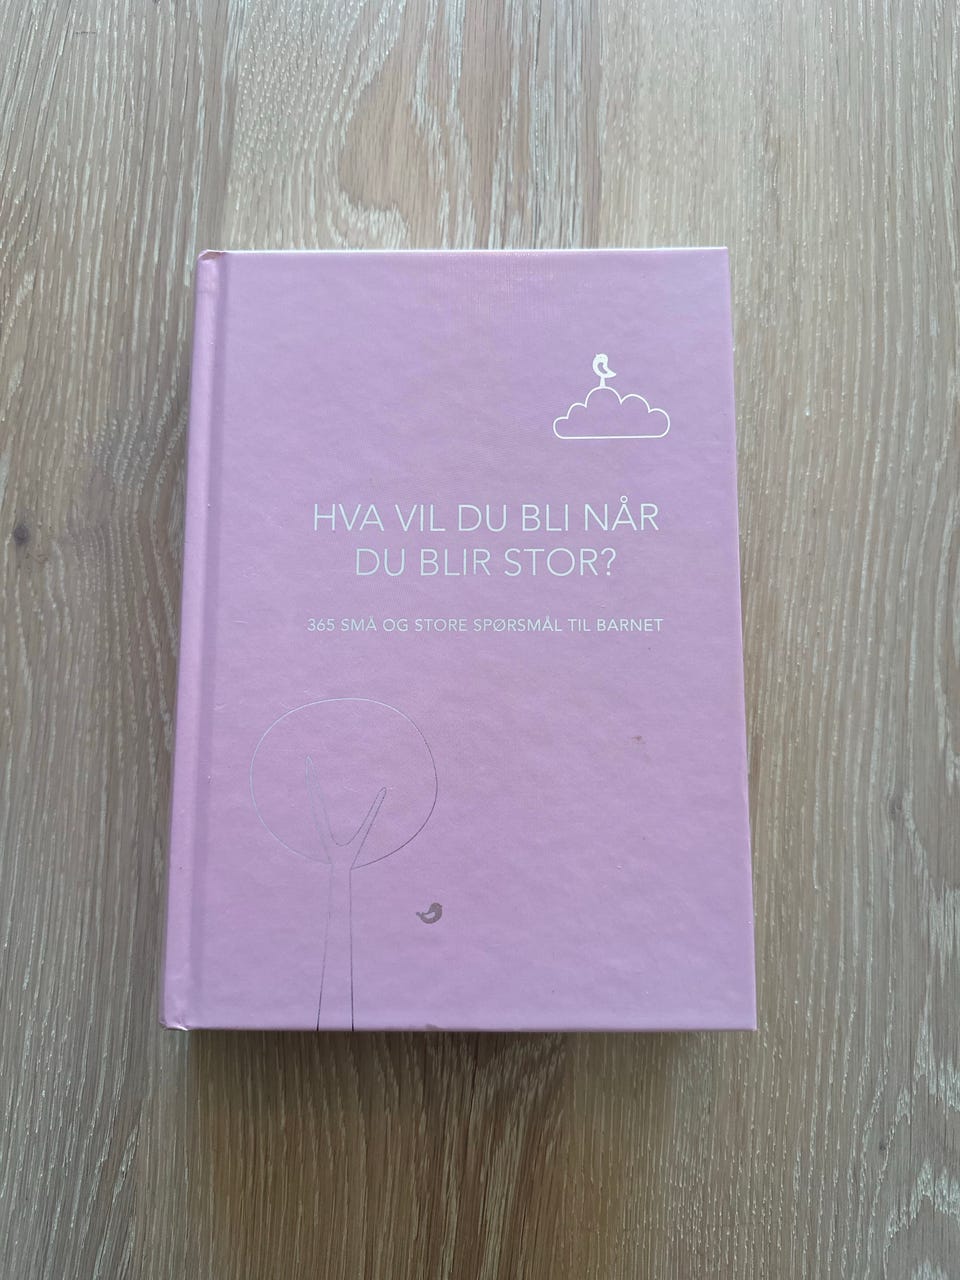 HVA VIL DU BLI NÅR
DU BLIR STOR?
365 SMÅ OG STORE SPØRSMÅL TIL BARNET